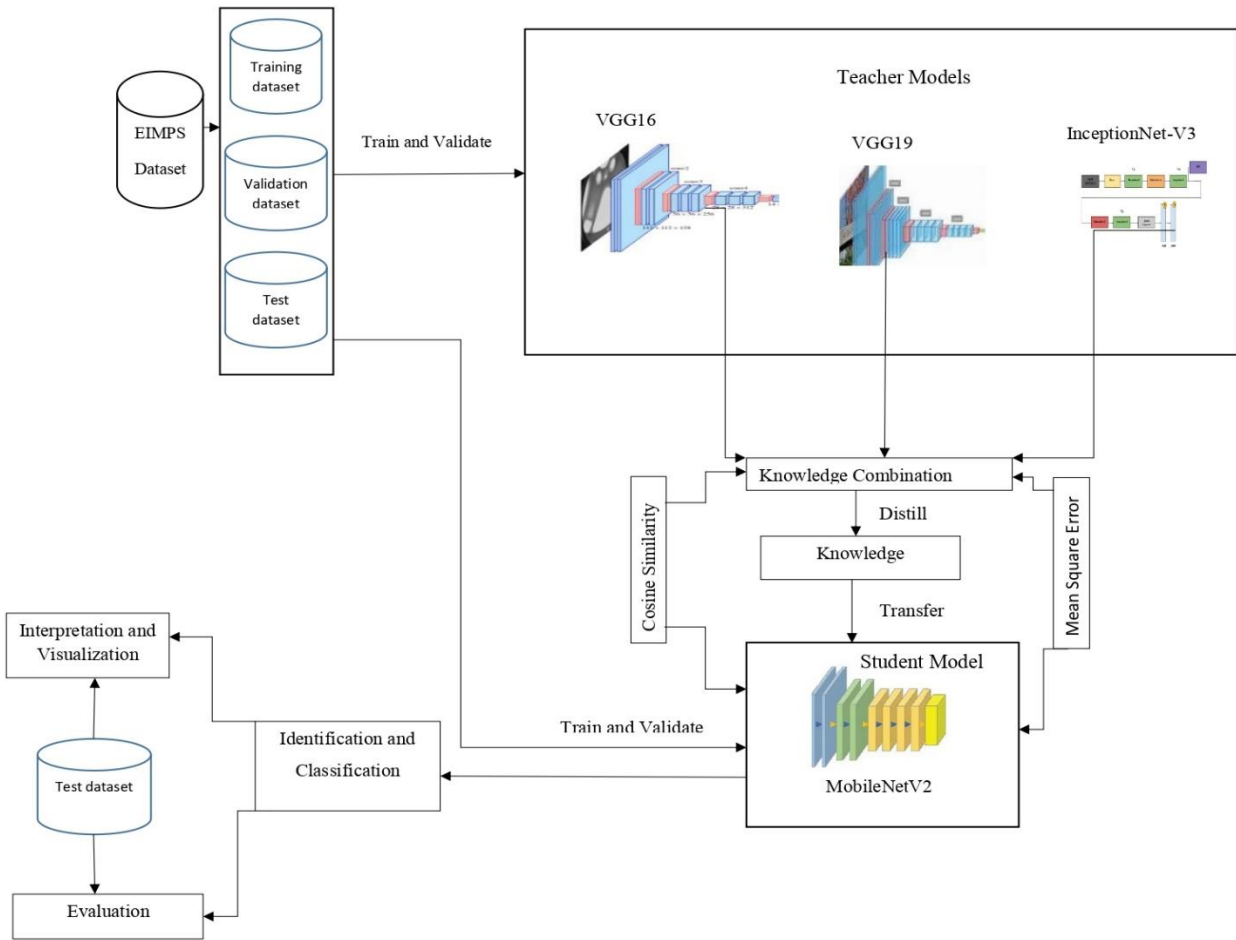 EIMPS
Dataset
Training
dataset
Validation
dataset
Test
dataset
Train and Validate
Teacher Models
VGG16
VGG19
InceptionNet-V3
Knowledge Combination
Distill
Knowledge
Transfer
Cosine Similarity
Mean Square Error
Student Model
MobileNetV2
Train and Validate
Identification and
Classification
Interpretation and
Visualization
Test dataset
Evaluation